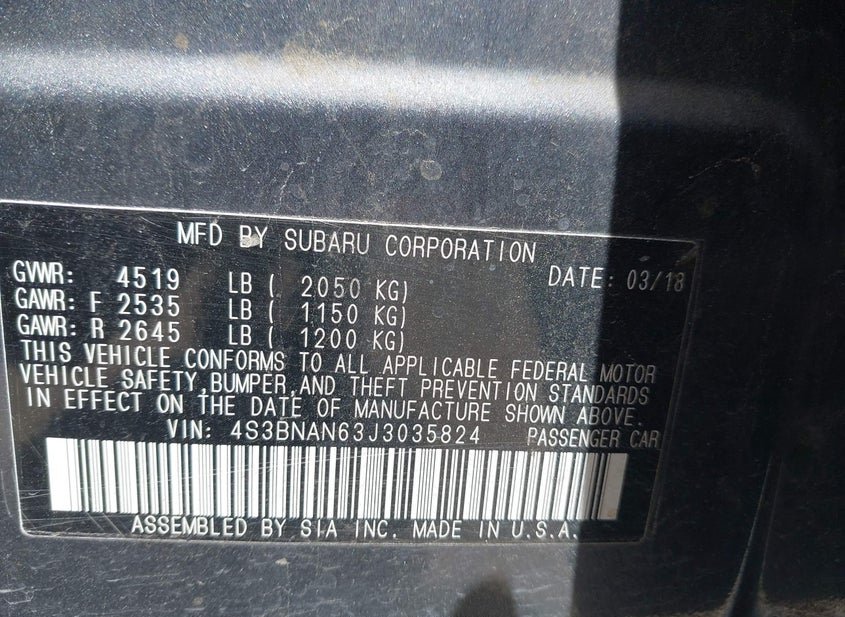 MFD BY SUBARU CORPORATION
GVWR: 4519 LB ( 2050 KG) DATE: 03/18
GAWR: F 2535 LB ( 1150 KG)
GAWR: R 2645 LB ( 1200 KG)
THIS VEHICLE CONFORMS TO ALL APPLICABLE FEDERAL MOTOR
VEHICLE SAFETY,BUMPER,AND THEFT PREVENTION STANDARDS
IN EFFECT ON THE DATE OF MANUFACTURE SHOWN ABOVE.
VIN: 4S3BNAN63J3035824 PASSENGER CAR
ASSEMBLED BY SIA INC. MADE IN U.S.A.